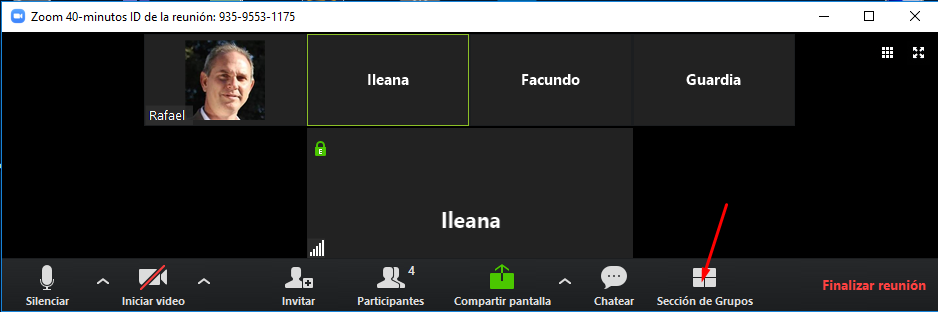 Zoom 40-minutos ID de la reunión: 935-9553-1175
Rafael
Ileana
Facundo
Guardia
E
Ileana
4
Silenciar
Iniciar video
Invitar
Participantes
Compartir pantalla
Chatear
Sección de Grupos
Finalizar reunión